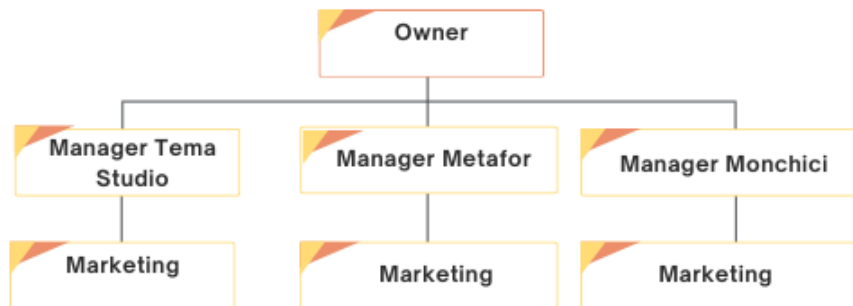 Owner
Manager Tema
Studio
Manager Metafor
Manager Monchici
Marketing
Marketing
Marketing